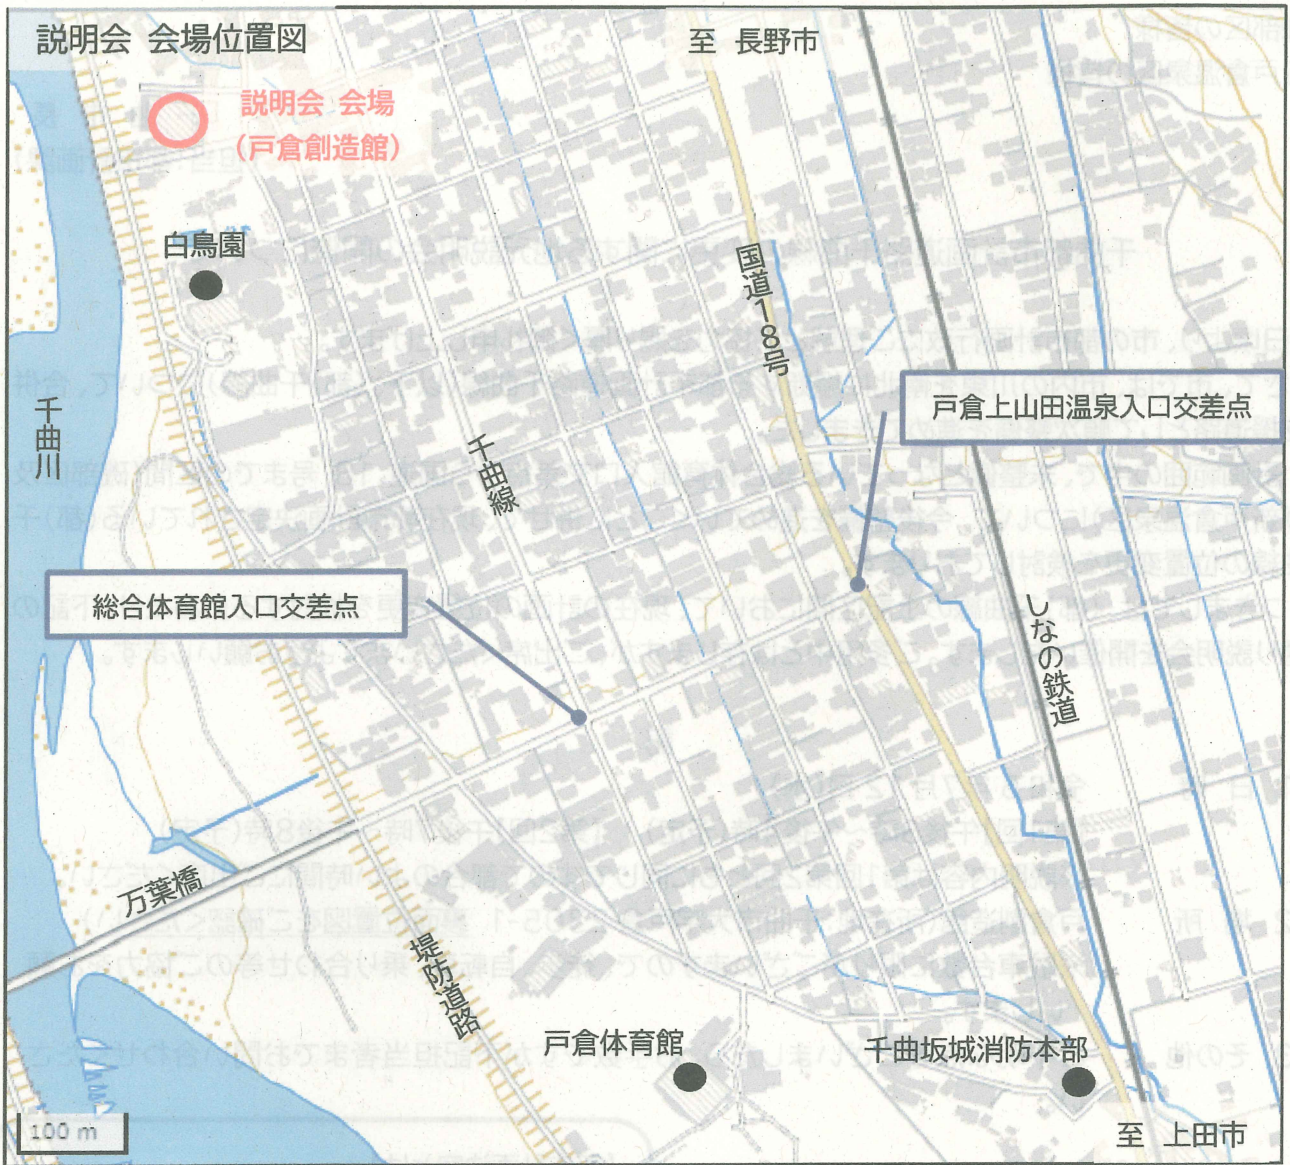 説明会 会場位置図
至 長野市
説明会 会場
（戸倉創造館）
白鳥園
国道18号
千曲川
戸倉上山田温泉入口交差点
千曲線
総合体育館入口交差点
しなの鉄道
万葉橋
堤防道路
戸倉体育館
千曲坂城消防本部
100 m
至 上田市